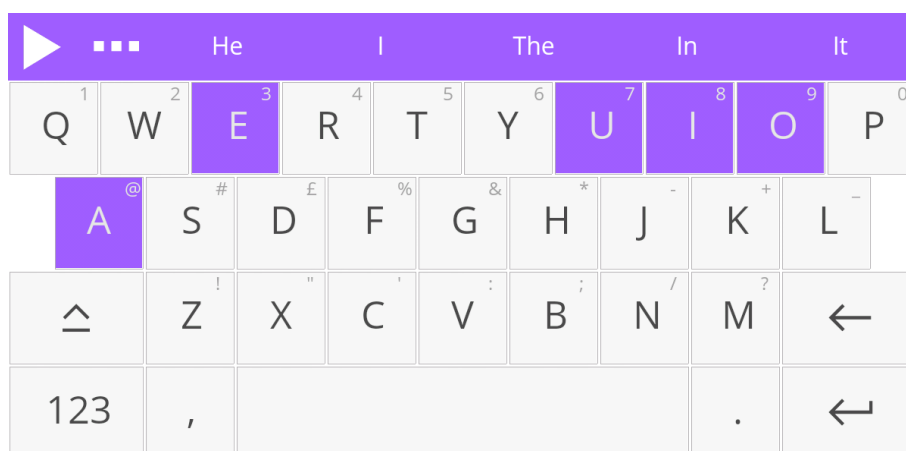 He I The In It
1 2 3 4 5 6 7 8 9 0
Q W E R T Y U I O P
@ # £ % & * - + _
A S D F G H J K L
! " ' : ; / ?
Z X C V B N M
123 , .